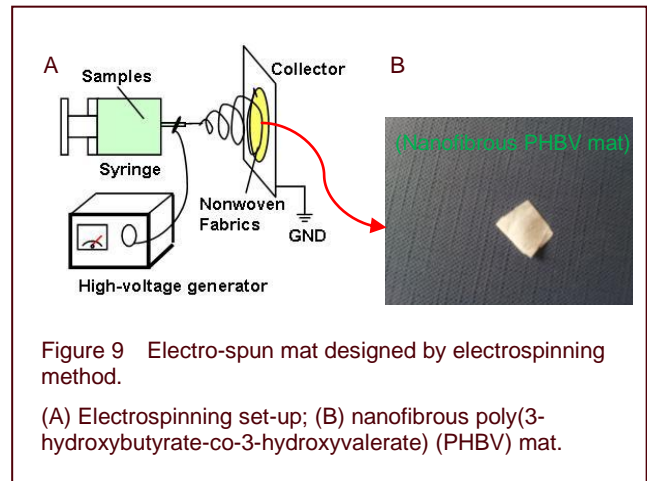 A
B
Samples
Collector
(Nanofibrous PHBV mat)
Syringe
Nonwoven
Fabrics
GND
High-voltage generator
Figure 9 Electro-spun mat designed by electrospinning
method.
(A) Electrospinning set-up; (B) nanofibrous poly(3-
hydroxybutyrate-co-3-hydroxyvalerate) (PHBV) mat.